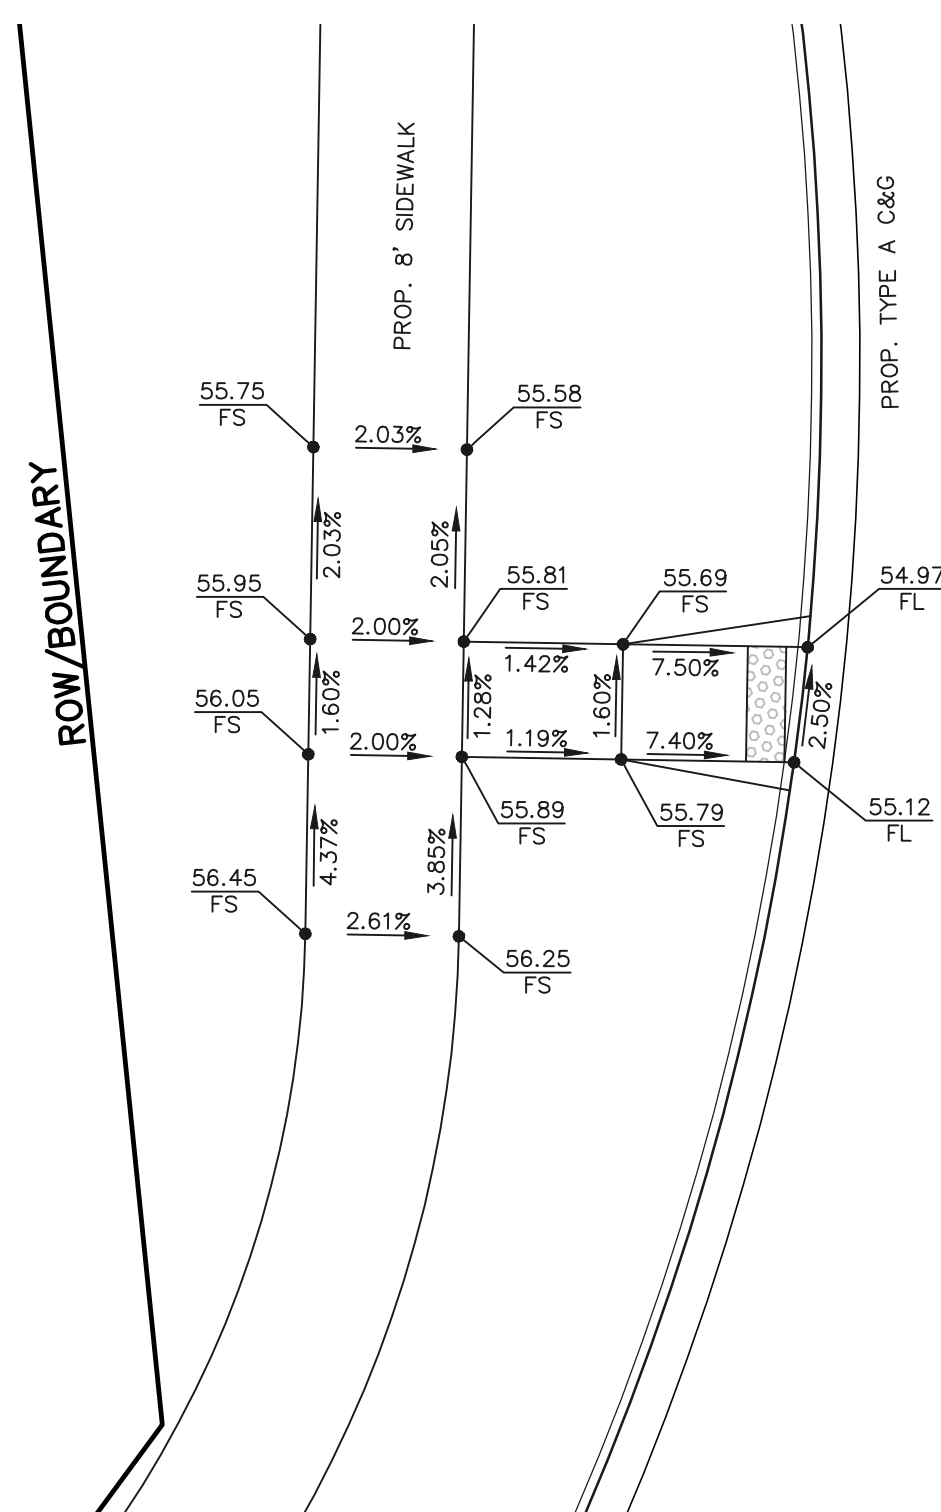 PROP. 8' SIDEWALK
PROP. TYPE A C&G
ROW/BOUNDARY
55.75
FS
2.03%
55.58
FS
2.03%
2.05%
55.95
FS
2.00%
55.81
FS
55.69
FS
54.97
FL
1.42%
7.50%
1.60%
1.28%
1.60%
2.50%
56.05
FS
2.00%
1.19%
7.40%
55.89
FS
55.79
FS
55.12
FL
4.37%
3.85%
56.45
FS
2.61%
56.25
FS